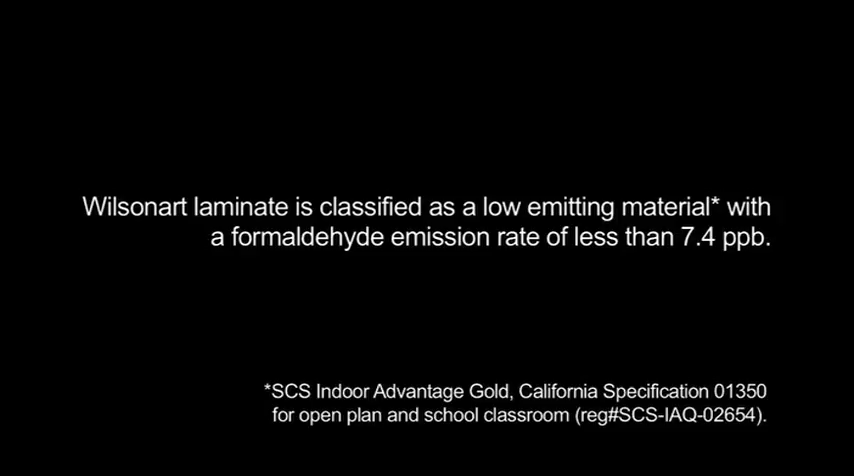 Wilsonart laminate is classified as a low emitting material* with
a formaldehyde emission rate of less than 7.4 ppb.
*SCS Indoor Advantage Gold, California Specification 01350
for open plan and school classroom (reg#SCS-IAQ-02654).